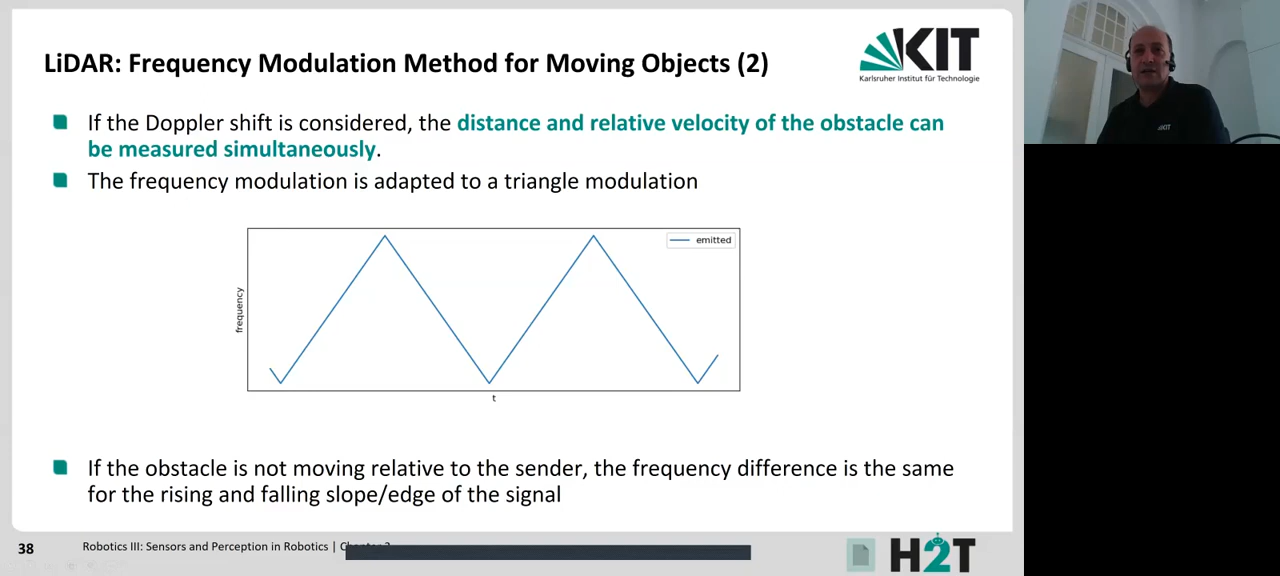 LiDAR: Frequency Modulation Method for Moving Objects (2)
KIT
Karlsruher Institut für Technologie
If the Doppler shift is considered, the distance and relative velocity of the obstacle can
be measured simultaneously.
The frequency modulation is adapted to a triangle modulation
emitted
frequency
t
If the obstacle is not moving relative to the sender, the frequency difference is the same
for the rising and falling slope/edge of the signal
38
Robotics III: Sensors and Perception in Robotics |
H2T
KIT